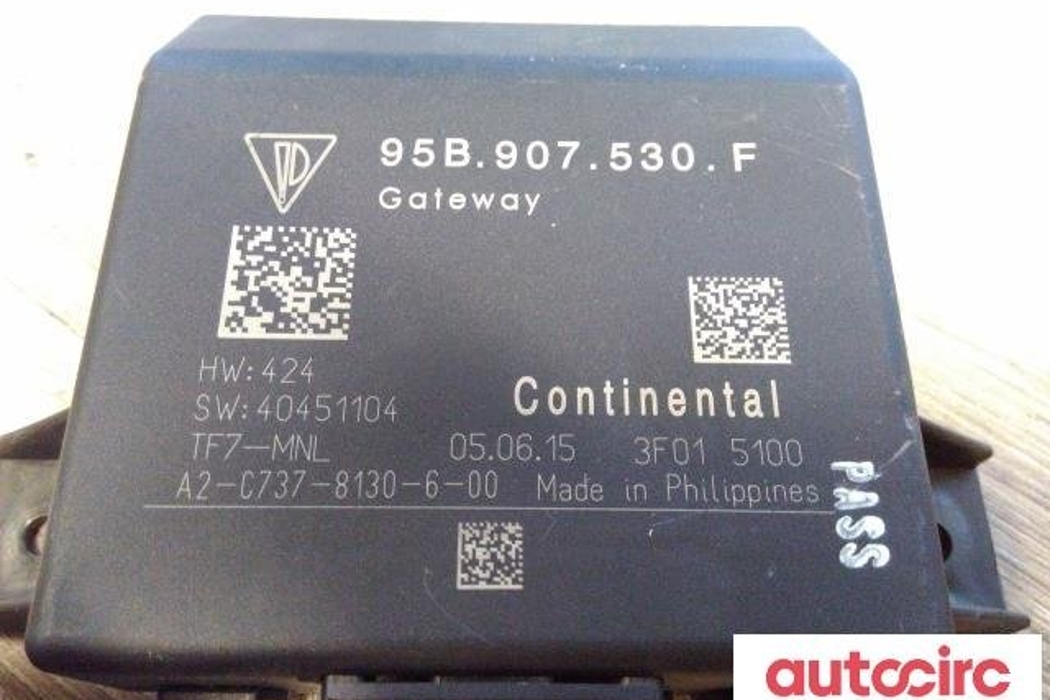 95B.907.530.F
Gateway
HW:424
SW:40451104
Continental
TF7-MNL 05.06.15 3F01 5100
A2-C737-8130-6-00 Made in Philippines
PASS
autocirc